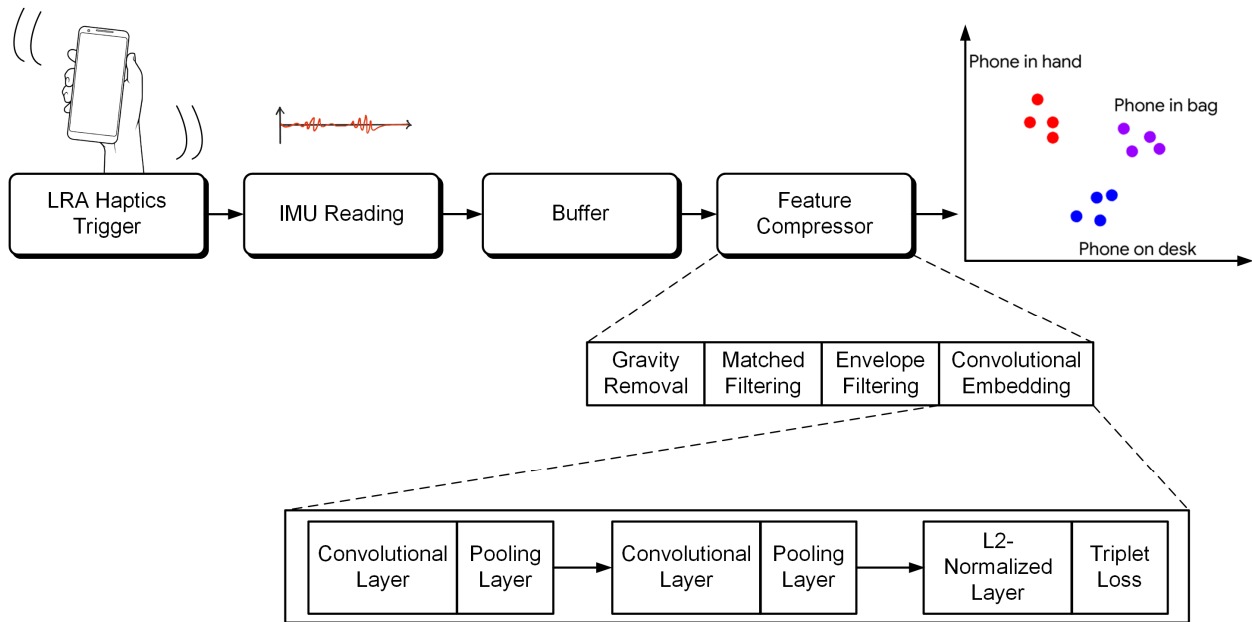 Phone in hand
Phone in bag
Phone on desk
LRA Haptics
Trigger
IMU Reading
Buffer
Feature
Compressor
Gravity
Removal
Matched
Filtering
Envelope
Filtering
Convolutional
Embedding
Convolutional
Layer
Pooling
Layer
Convolutional
Layer
Pooling
Layer
L2-
Normalized
Layer
Triplet
Loss